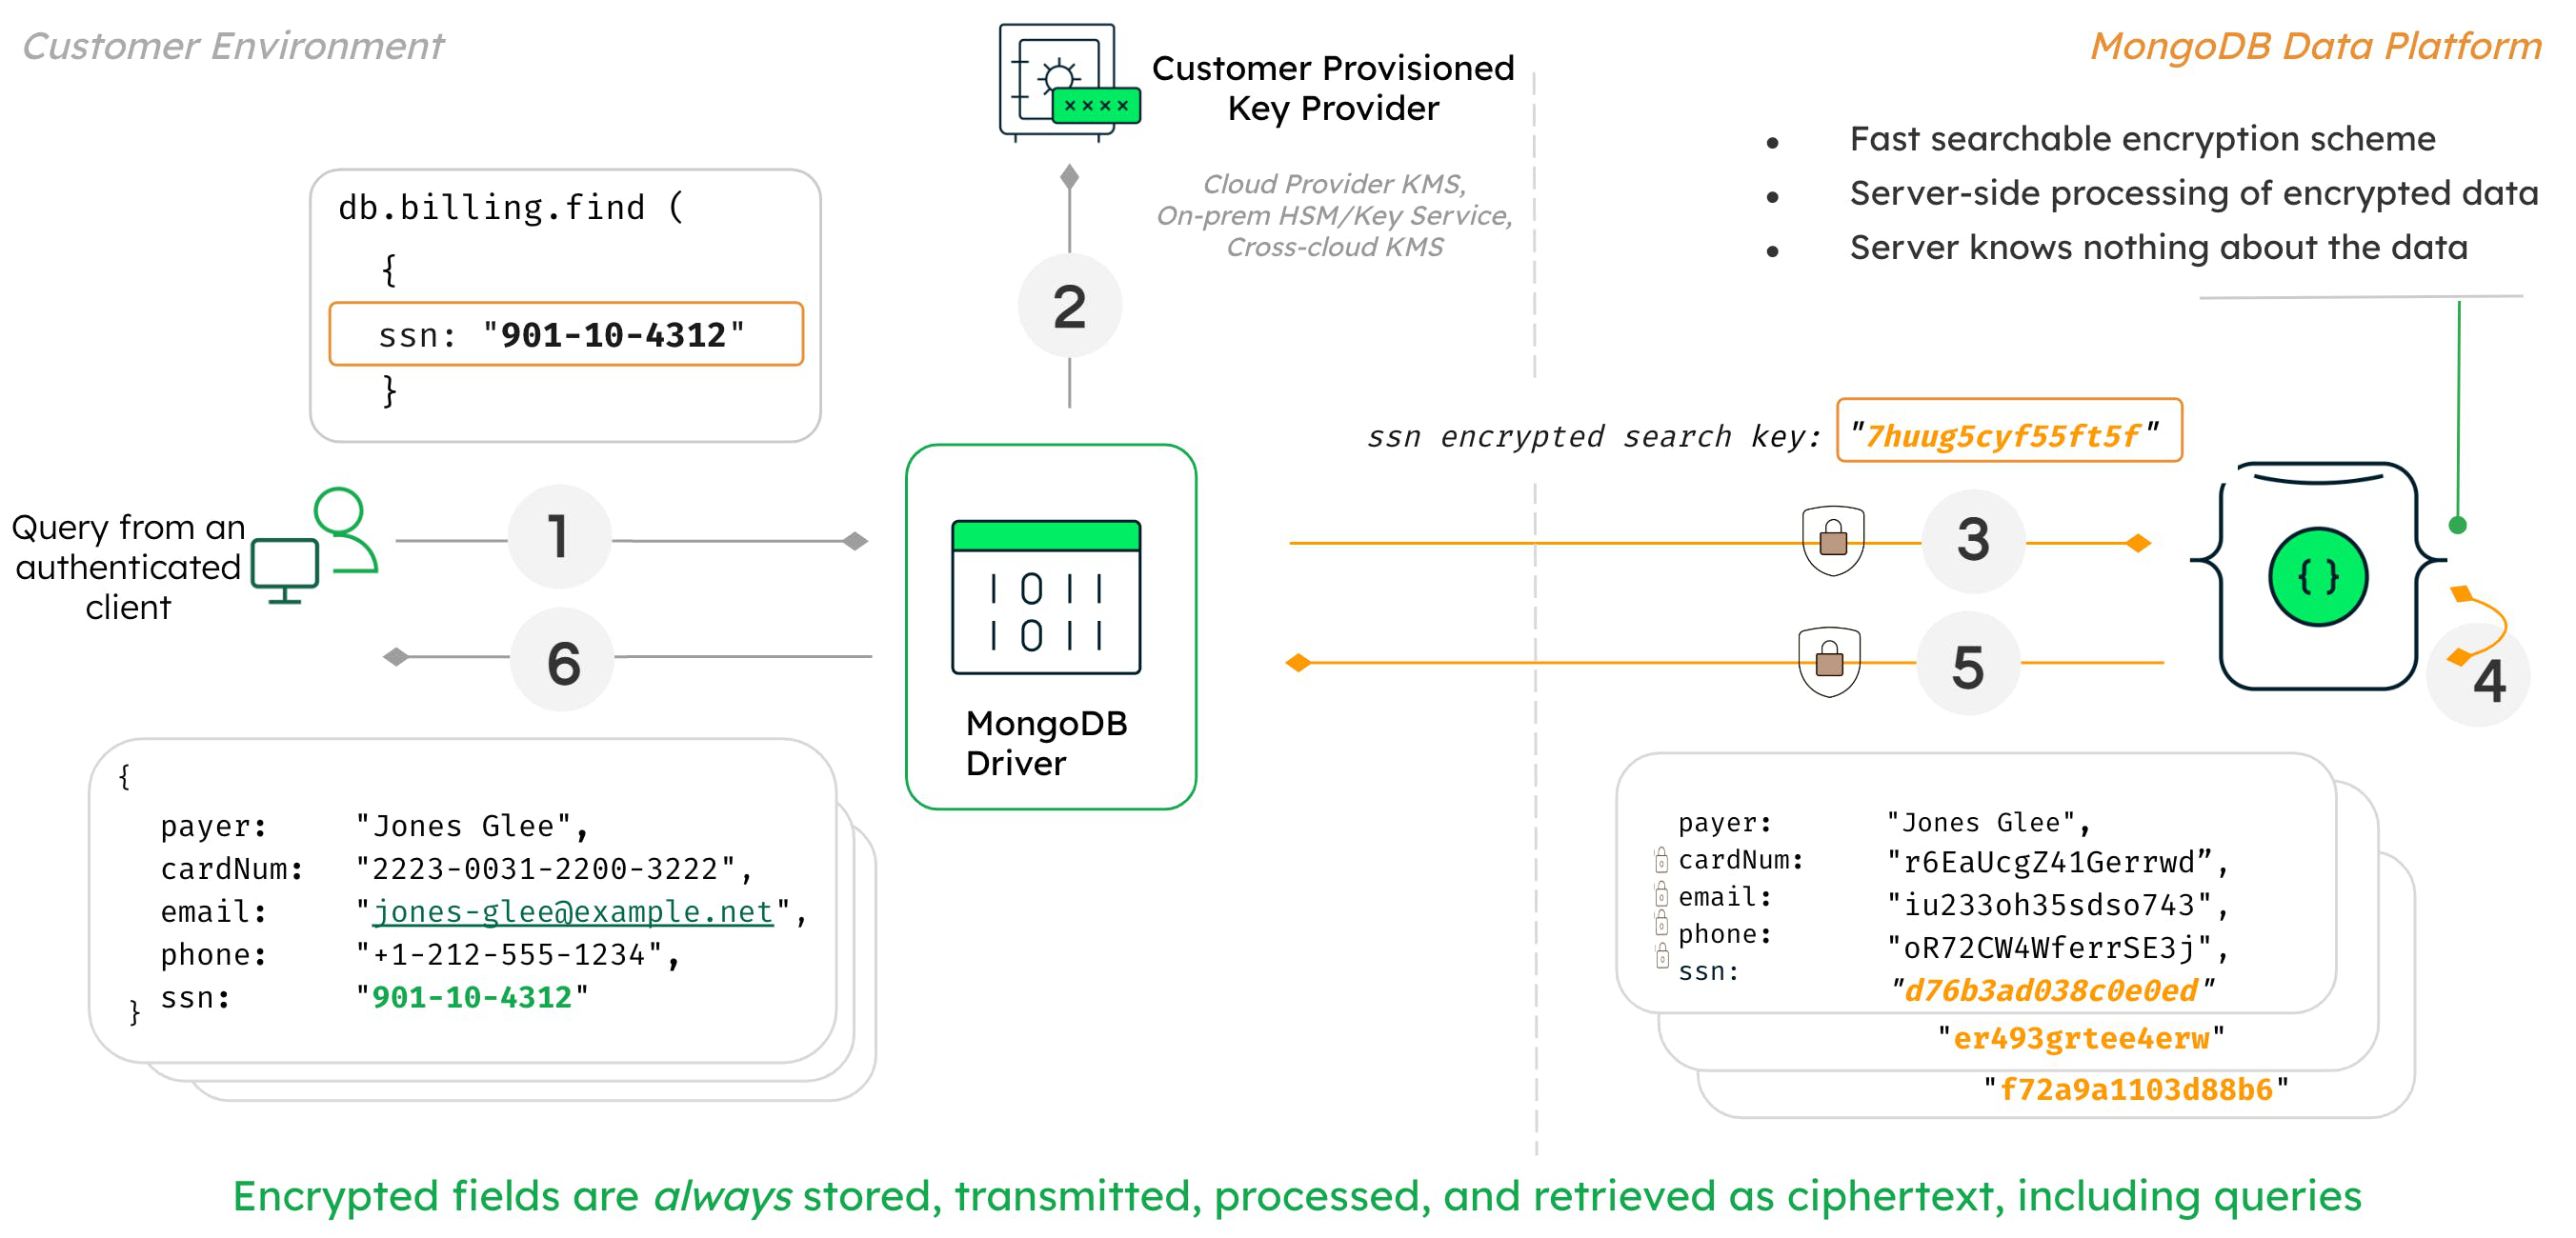 Customer Environment
Customer Provisioned
Key Provider
Cloud Provider KMS,
On-prem HSM/Key Service,
Cross-cloud KMS
××××
MongoDB Data Platform
• Fast searchable encryption scheme
• Server-side processing of encrypted data
• Server knows nothing about the data
db.billing.find (
{
ssn: "901-10-4312"
}
2
ssn encrypted search key: "7huug5cyf55ft5f"
Query from an
authenticated
client
1
6
| 0 | |
| 0 | |
MongoDB
Driver
3
5
{ }
4
{
payer: "Jones Glee",
cardNum: "2223-0031-2200-3222",
email: "jones-glee@example.net",
phone: "+1-212-555-1234",
ssn: "901-10-4312"
}
payer: "Jones Glee",
cardNum: "r6EaUcgZ41Gerrwd”,
email: "iu233oh35sdso743",
phone: "oR72CW4WferrSE3j",
ssn: "d76b3ad038c0e0ed"
"er493grtee4erw"
"f72a9a1103d88b6"
Encrypted fields are always stored, transmitted, processed, and retrieved as ciphertext, including queries